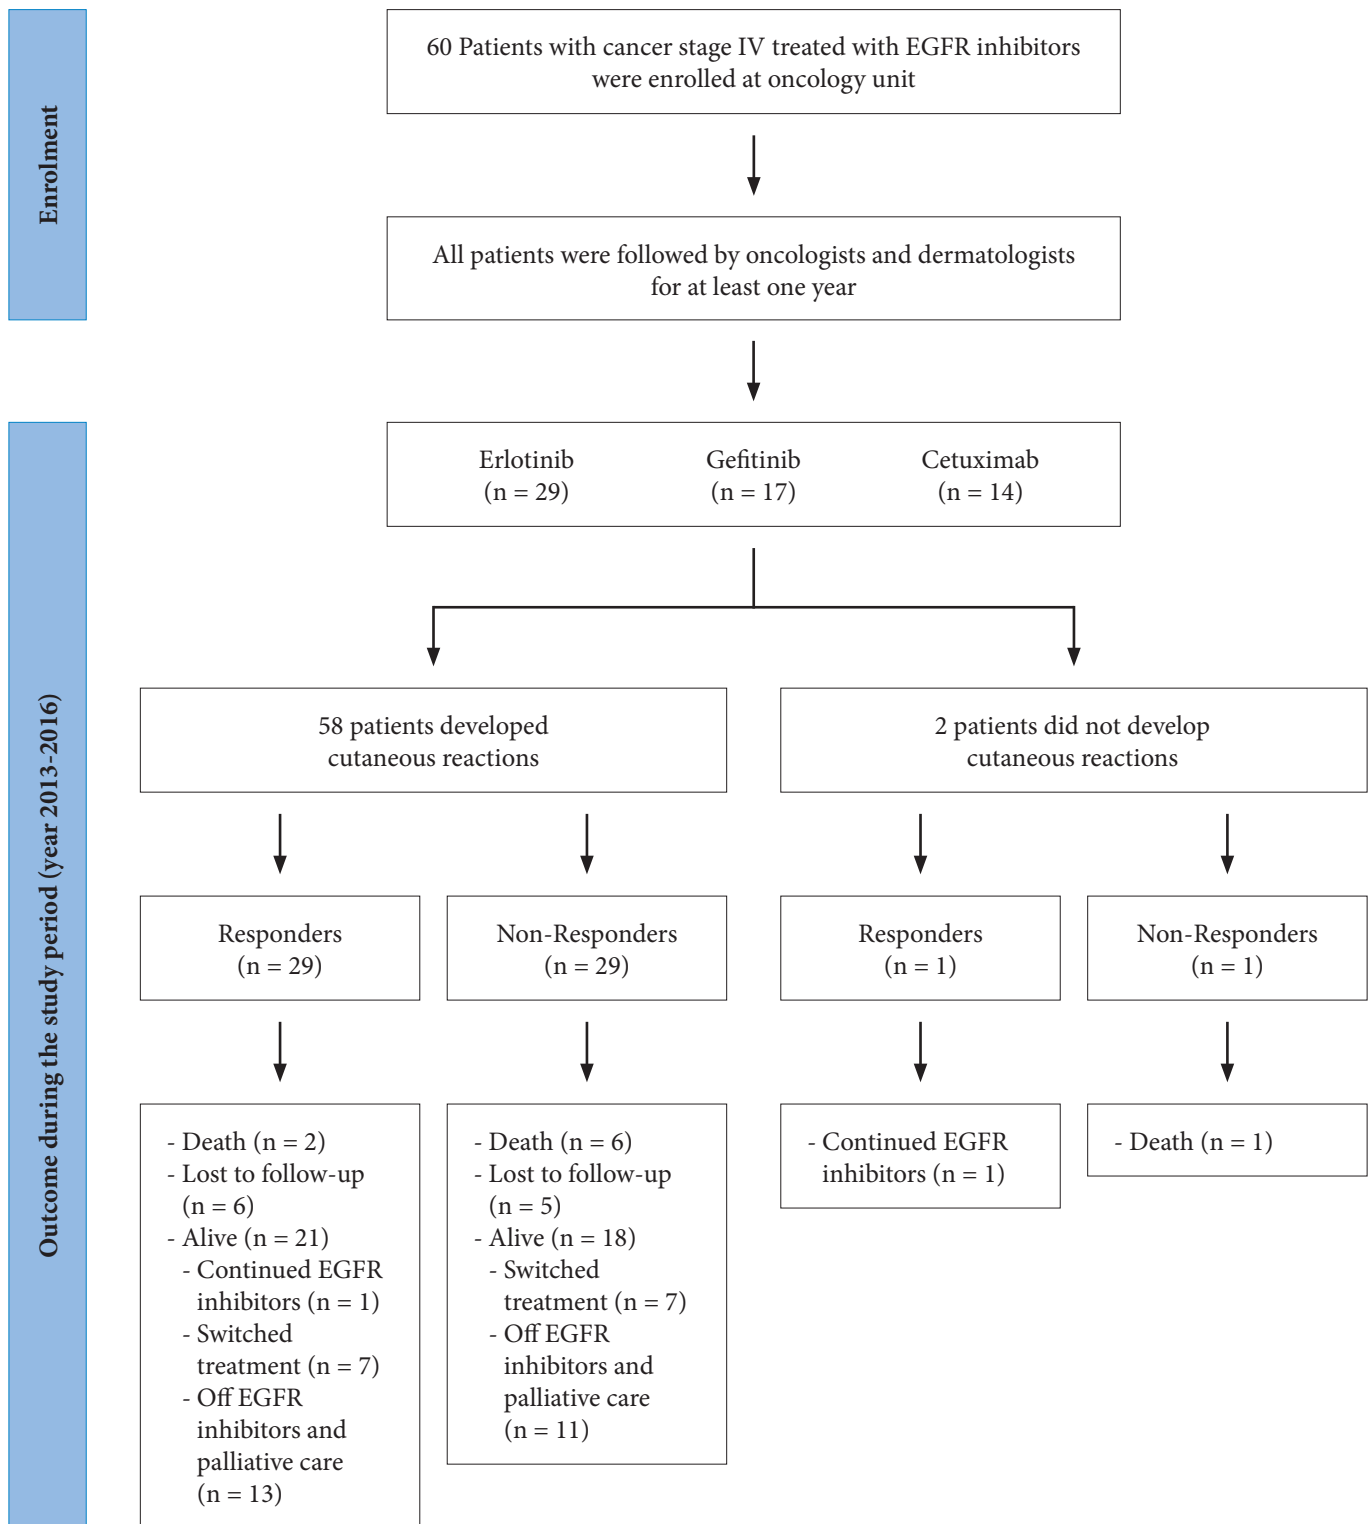 Enrolment
60 Patients with cancer stage IV treated with EGFR inhibitors
were enrolled at oncology unit
All patients were followed by oncologists and dermatologists
for at least one year
Outcome during the study period (year 2013-2016)
Erlotinib
(n = 29)
Gefitinib
(n = 17)
Cetuximab
(n = 14)
58 patients developed
cutaneous reactions
2 patients did not develop
cutaneous reactions
Responders
(n = 29)
Non-Responders
(n = 29)
Responders
(n = 1)
Non-Responders
(n = 1)
- Death (n = 2)
- Lost to follow-up
(n = 6)
- Alive (n = 21)
- Continued EGFR
inhibitors (n = 1)
- Switched
treatment (n = 7)
- Off EGFR
inhibitors and
palliative care
(n = 13)
- Death (n = 6)
- Lost to follow-up
(n = 5)
- Alive (n = 18)
- Switched
treatment (n = 7)
- Off EGFR
inhibitors and
palliative care
(n = 11)
- Continued EGFR
inhibitors (n = 1)
- Death (n = 1)